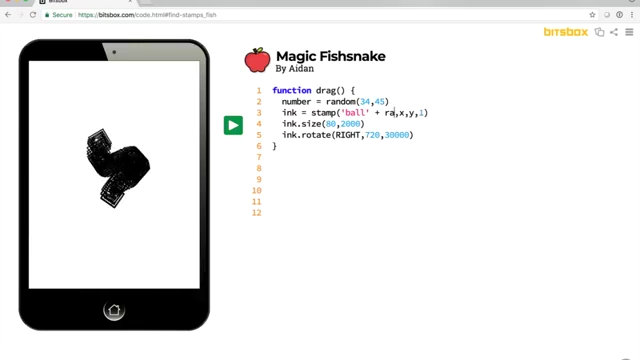 Bitsbox
Secure https://bitsbox.com/code.html#find-stamps_fish
bitsbox
Magic Fishsnake
By Aidan
1 function drag() {
2 number = random(34,45)
3 ink = stamp('ball' + ra,x,y,1)
4 ink.size(80,2000)
5 ink.rotate(RIGHT,720,30000)
6 }
7
8
9
10
11
12